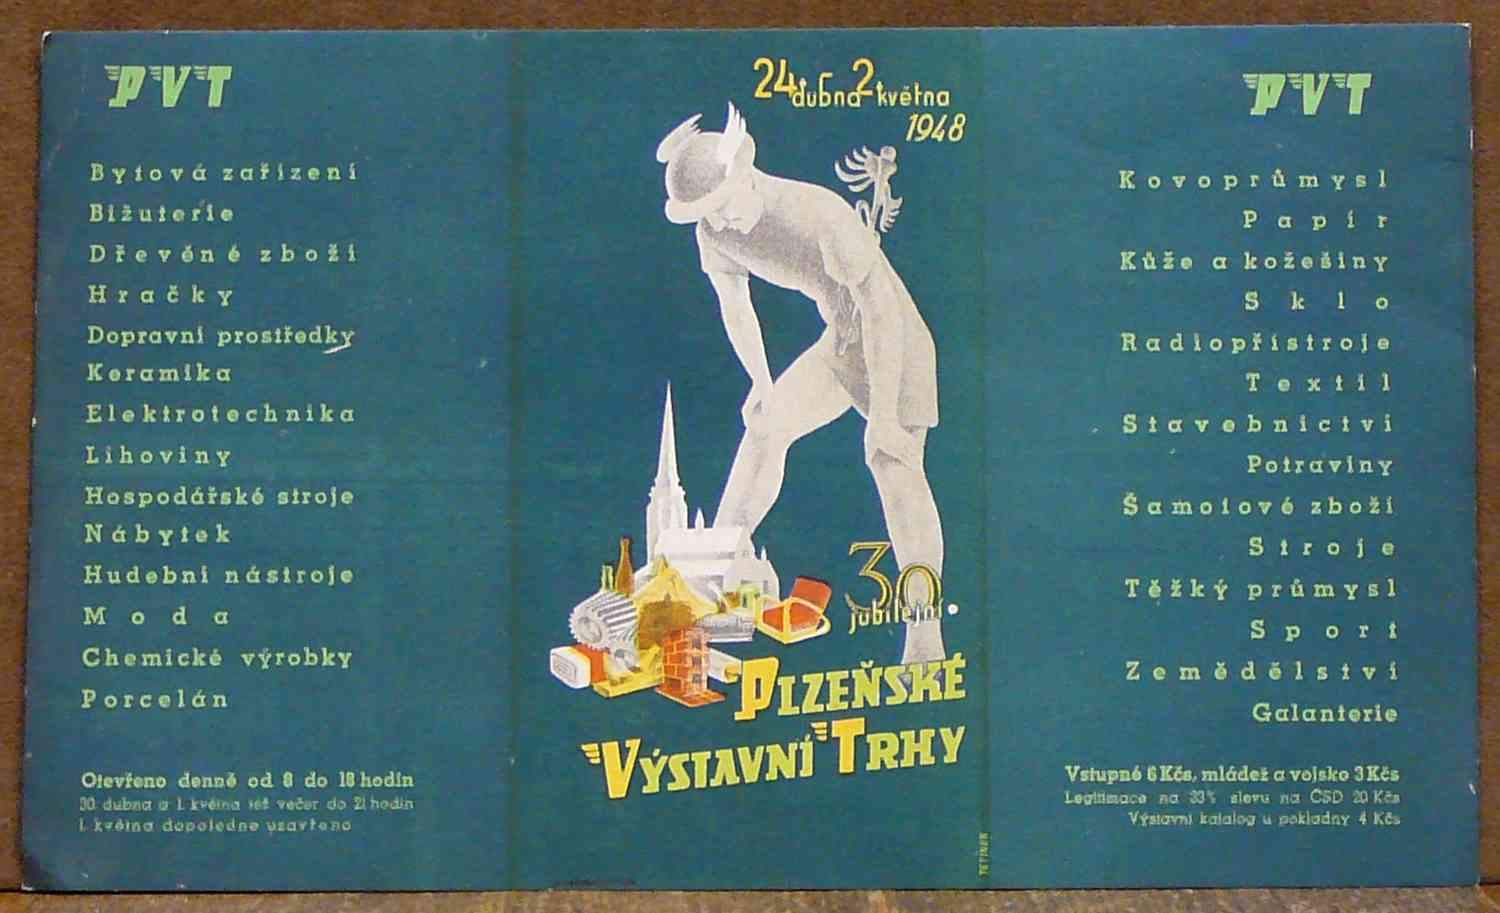 PVT
Bytová zařízení
Bižuterie
Dřevěné zboží
Hračky
Dopravní prostředky
Keramika
Elektrotechnika
Lihoviny
Hospodářské stroje
Nábytek
Hudební nástroje
Moda
Chemické výrobky
Porcelán
Otevřeno denně od 8 do 18 hodin
30. dubna a 1. května též večer do 21 hodin
1. května dopoledne uzavřeno
24. dubna - 2. května
1948
30
jubilejní.
PLZEŇSKÉ
VÝSTAVNÍ TRHY
PVT
Kovoprůmysl
Papír
Kůže a kožešiny
Sklo
Radiopřístroje
Textil
Stavebnictví
Potraviny
Šamotové zboží
Stroje
Těžký průmysl
Sport
Zemědělství
Galanterie
Vstupné 6 Kčs, mládež a vojsko 3 Kčs
Legitimace na 33% slevu na ČSD 20 Kčs
Výstavní katalog u pokladny 4 Kčs